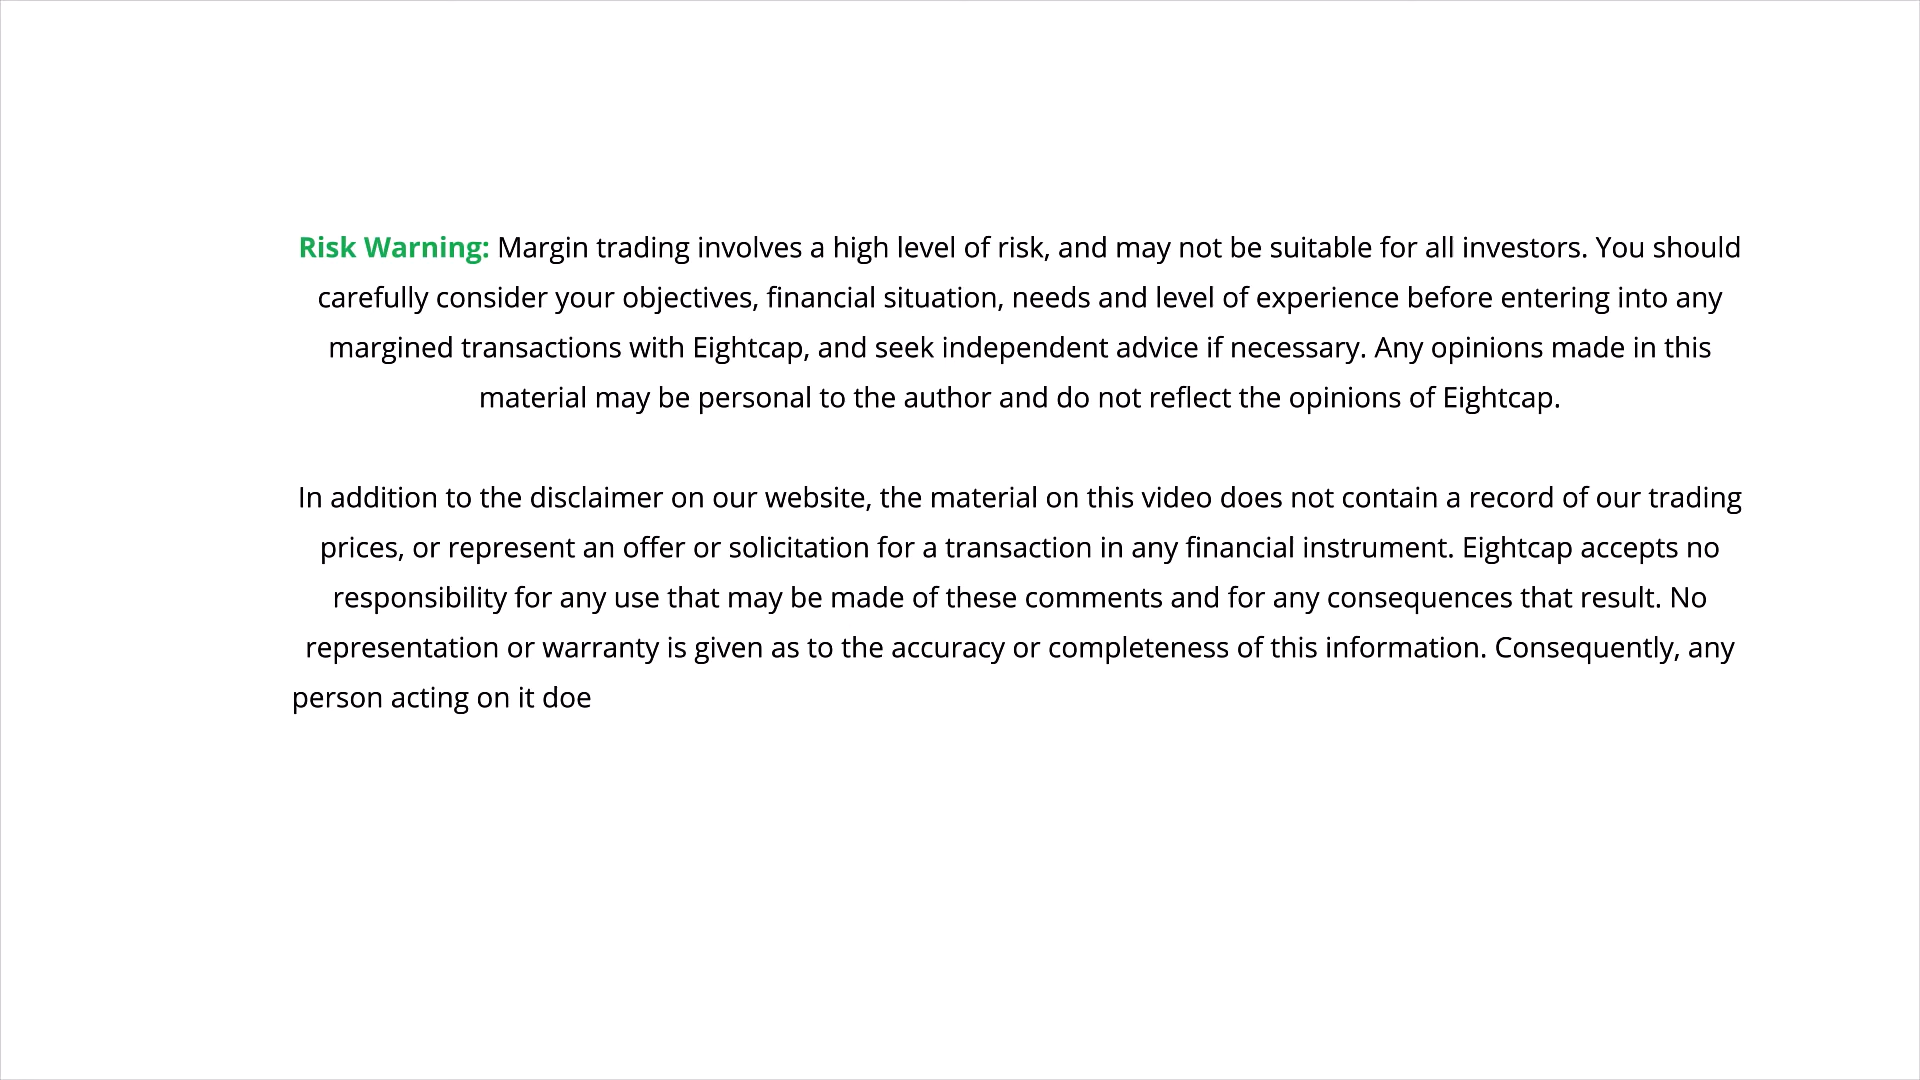 Risk Warning: Margin trading involves a high level of risk, and may not be suitable for all investors. You should
carefully consider your objectives, financial situation, needs and level of experience before entering into any
margined transactions with Eightcap, and seek independent advice if necessary. Any opinions made in this
material may be personal to the author and do not reflect the opinions of Eightcap.
In addition to the disclaimer on our website, the material on this video does not contain a record of our trading
prices, or represent an offer or solicitation for a transaction in any financial instrument. Eightcap accepts no
responsibility for any use that may be made of these comments and for any consequences that result. No
representation or warranty is given as to the accuracy or completeness of this information. Consequently, any
person acting on it doe